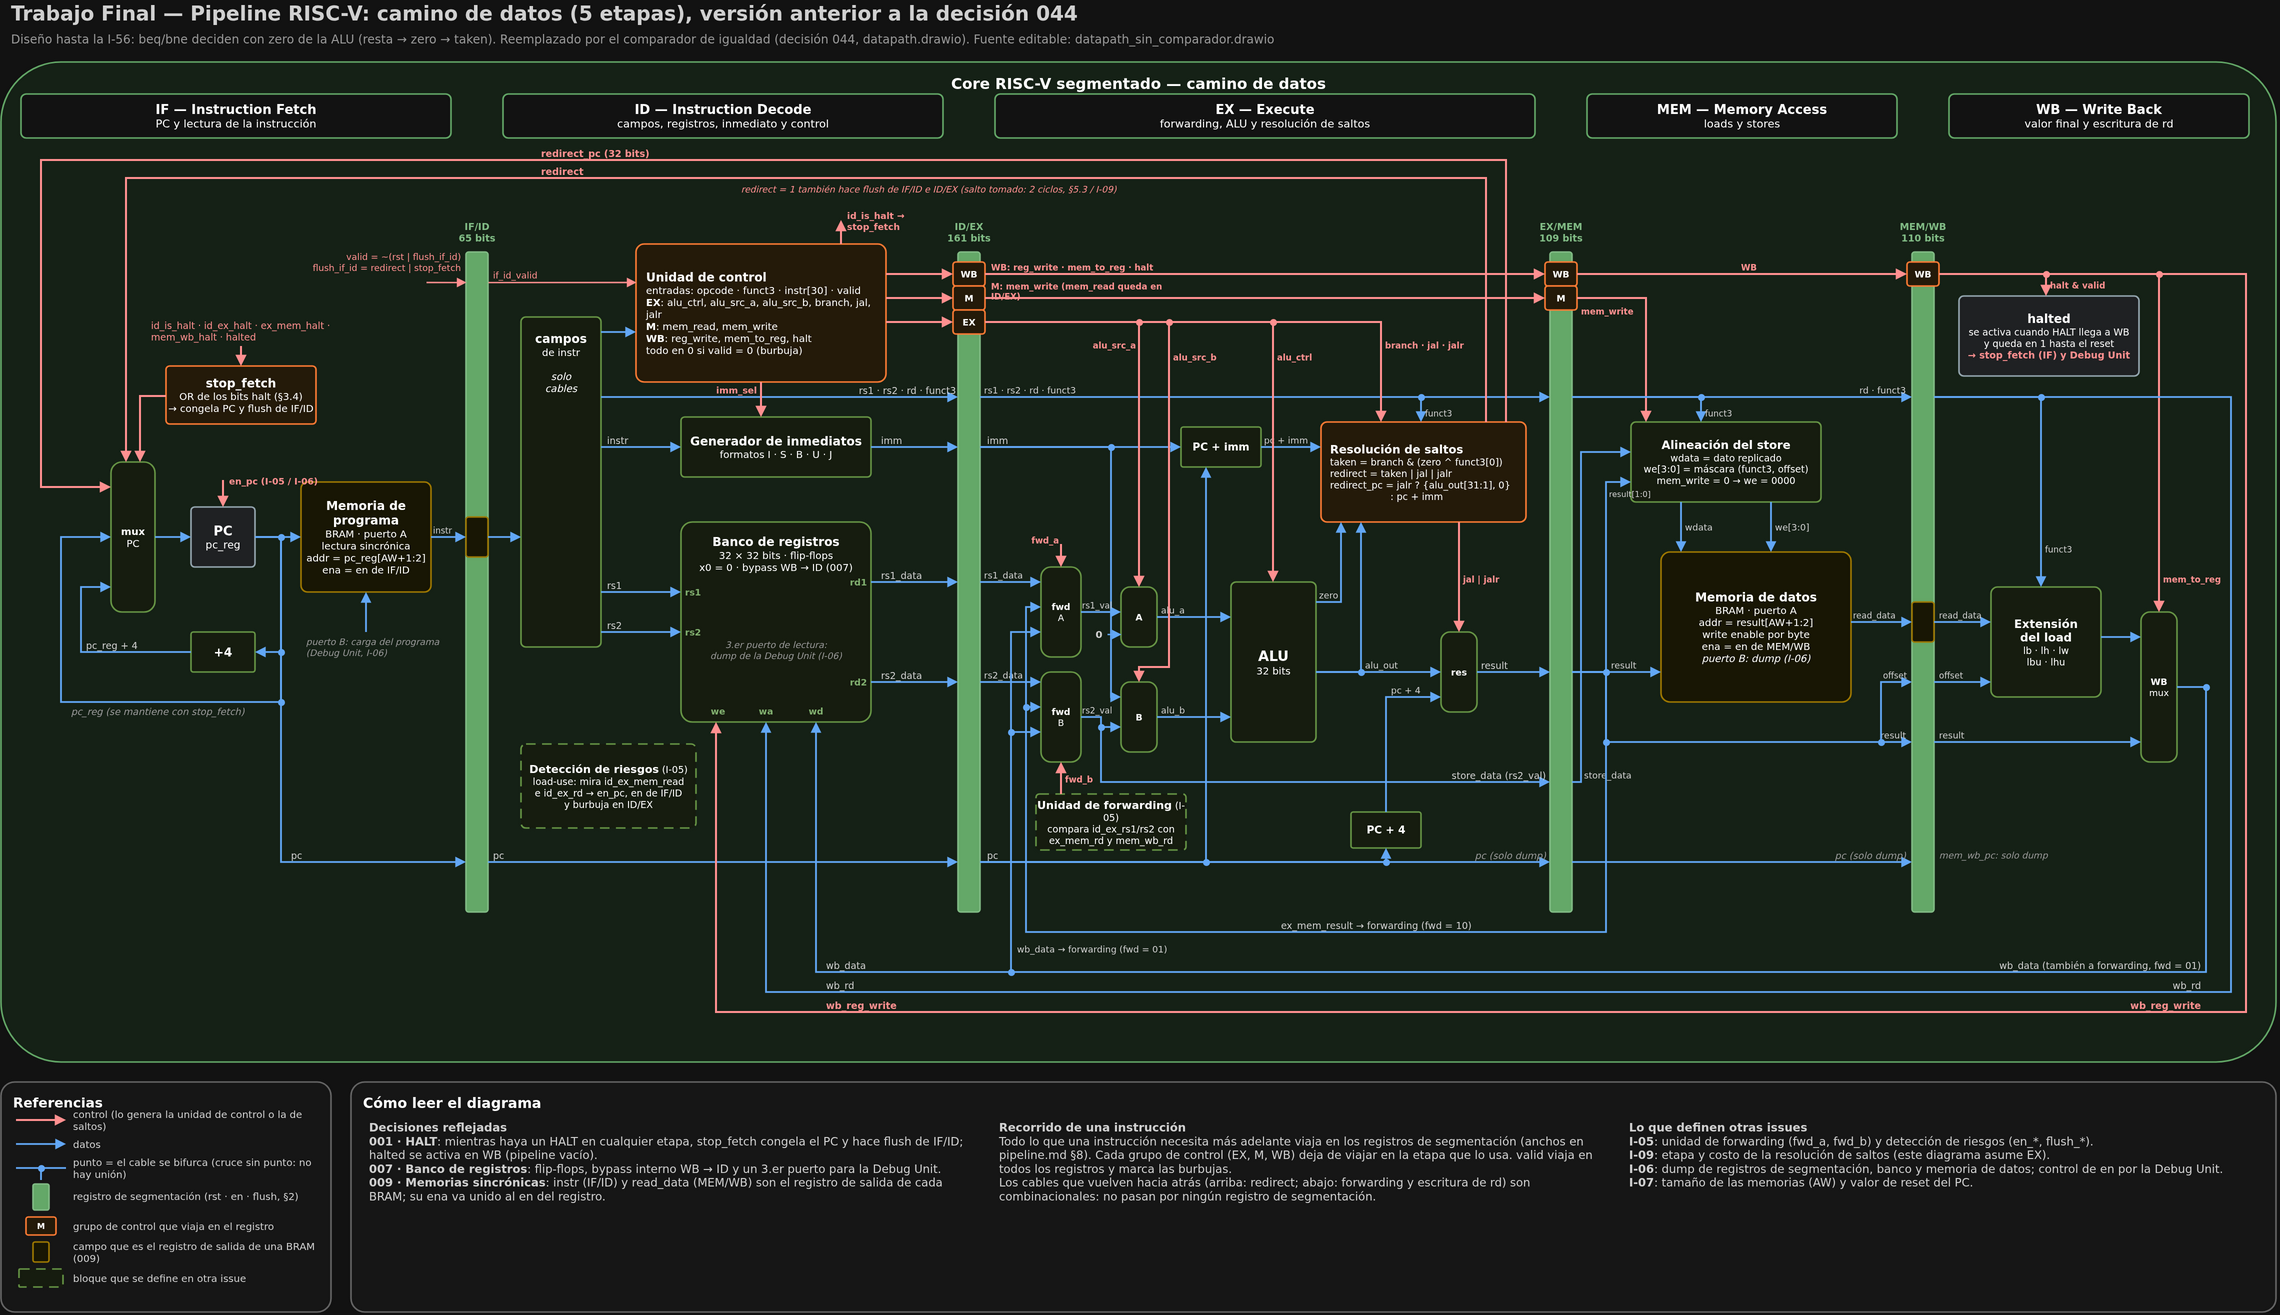 Trabajo Final — Pipeline RISC-V: camino de datos (5 etapas), versión anterior a la decisión 044
Diseño hasta la I-56: beq/bne deciden con zero de la ALU (resta → zero → taken). Reemplazado por el comparador de igualdad (decisión 044, datapath.drawio). Fuente editable: datapath_sin_comparador.drawio
Core RISC-V segmentado — camino de datos
IF — Instruction Fetch
PC y lectura de la instrucción
ID — Instruction Decode
campos, registros, inmediato y control
EX — Execute
forwarding, ALU y resolución de saltos
MEM — Memory Access
loads y stores
WB — Write Back
valor final y escritura de rd
redirect_pc (32 bits)
redirect
redirect = 1 también hace flush de IF/ID e ID/EX (salto tomado: 2 ciclos, §5.3 / I-09)
id_is_halt →
stop_fetch
IF/ID
65 bits
ID/EX
161 bits
EX/MEM
109 bits
MEM/WB
110 bits
valid = ~(rst | flush_if_id)
flush_if_id = redirect | stop_fetch
if_id_valid
Unidad de control
entradas: opcode · funct3 · instr[30] · valid
EX: alu_ctrl, alu_src_a, alu_src_b, branch, jal,
jalr
M: mem_read, mem_write
WB: reg_write, mem_to_reg, halt
todo en 0 si valid = 0 (burbuja)
WB
M
EX
WB: reg_write · mem_to_reg · halt
M: mem_write (mem_read queda en
ID/EX)
WB
M
WB
WB
mem_write
halt & valid
halted
se activa cuando HALT llega a WB
y queda en 1 hasta el reset
→ stop_fetch (IF) y Debug Unit
id_is_halt · id_ex_halt · ex_mem_halt ·
mem_wb_halt · halted
stop_fetch
OR de los bits halt (§3.4)
→ congela PC y flush de IF/ID
campos
de instr
solo
cables
alu_src_a
alu_src_b
alu_ctrl
branch · jal · jalr
imm_sel
rs1 · rs2 · rd · funct3
rs1 · rs2 · rd · funct3
rd · funct3
funct3
funct3
instr
Generador de inmediatos
formatos I · S · B · U · J
imm
imm
PC + imm
pc + imm
Resolución de saltos
taken = branch & (zero ^ funct3[0])
redirect = taken | jal | jalr
redirect_pc = jalr ? {alu_out[31:1], 0}
: pc + imm
Alineación del store
wdata = dato replicado
we[3:0] = máscara (funct3, offset)
mem_write = 0 → we = 0000
result[1:0]
wdata
we[3:0]
en_pc (I-05 / I-06)
mux
PC
PC
pc_reg
Memoria de
programa
BRAM · puerto A
lectura sincrónica
addr = pc_reg[AW+1:2]
ena = en de IF/ID
instr
puerto B: carga del programa
(Debug Unit, I-06)
pc_reg + 4
+4
pc_reg (se mantiene con stop_fetch)
Banco de registros
32 × 32 bits · flip-flops
x0 = 0 · bypass WB → ID (007)
rd1
rs1
rs1
rs2
rs2
3.er puerto de lectura:
dump de la Debug Unit (I-06)
rd2
we
wa
wd
rs1_data
rs1_data
rs2_data
rs2_data
fwd_a
fwd
A
0
A
alu_a
fwd
B
rs2_val
B
alu_b
fwd_b
ALU
32 bits
zero
alu_out
jal | jalr
pc + 4
res
result
result
Memoria de datos
BRAM · puerto A
addr = result[AW+1:2]
write enable por byte
ena = en de MEM/WB
puerto B: dump (I-06)
read_data
read_data
funct3
Extensión
del load
lb · lh · lw
lbu · lhu
offset
offset
result
result
mem_to_reg
WB
mux
Detección de riesgos (I-05)
load-use: mira id_ex_mem_read
e id_ex_rd → en_pc, en de IF/ID
y burbuja en ID/EX
Unidad de forwarding (I-
05)
compara id_ex_rs1/rs2 con
ex_mem_rd y mem_wb_rd
store_data (rs2_val)
store_data
PC + 4
pc
pc
pc
pc (solo dump)
pc (solo dump)
mem_wb_pc: solo dump
ex_mem_result → forwarding (fwd = 10)
wb_data → forwarding (fwd = 01)
wb_data
wb_data (también a forwarding, fwd = 01)
wb_rd
wb_rd
wb_reg_write
wb_reg_write
Referencias
control (lo genera la unidad de control o la de
saltos)
datos
punto = el cable se bifurca (cruce sin punto: no
hay unión)
registro de segmentación (rst · en · flush, §2)
M
grupo de control que viaja en el registro
campo que es el registro de salida de una BRAM
(009)
bloque que se define en otra issue
Cómo leer el diagrama
Decisiones reflejadas
001 · HALT: mientras haya un HALT en cualquier etapa, stop_fetch congela el PC y hace flush de IF/ID;
halted se activa en WB (pipeline vacío).
007 · Banco de registros: flip-flops, bypass interno WB → ID y un 3.er puerto para la Debug Unit.
009 · Memorias sincrónicas: instr (IF/ID) y read_data (MEM/WB) son el registro de salida de cada
BRAM; su ena va unido al en del registro.
Recorrido de una instrucción
Todo lo que una instrucción necesita más adelante viaja en los registros de segmentación (anchos en
pipeline.md §8). Cada grupo de control (EX, M, WB) deja de viajar en la etapa que lo usa. valid viaja en
todos los registros y marca las burbujas.
Los cables que vuelven hacia atrás (arriba: redirect; abajo: forwarding y escritura de rd) son
combinacionales: no pasan por ningún registro de segmentación.
Lo que definen otras issues
I-05: unidad de forwarding (fwd_a, fwd_b) y detección de riesgos (en_*, flush_*).
I-09: etapa y costo de la resolución de saltos (este diagrama asume EX).
I-06: dump de registros de segmentación, banco y memoria de datos; control de en por la Debug Unit.
I-07: tamaño de las memorias (AW) y valor de reset del PC.